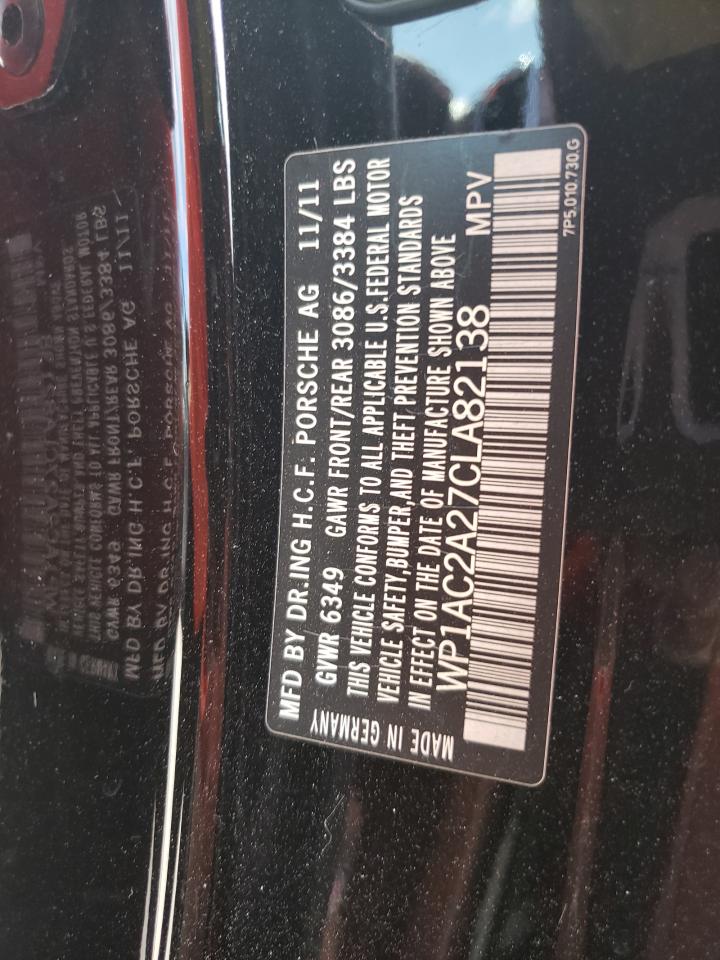 MFD BY DR.ING H.C.F. PORSCHE AG 11/11
GVWR 6349 GAWR FRONT/REAR 3086/3384 LBS
THIS VEHICLE CONFORMS TO ALL APPLICABLE U.S.FEDERAL MOTOR
VEHICLE SAFETY,BUMPER,AND THEFT PREVENTION STANDARDS
IN EFFECT ON THE DATE OF MANUFACTURE SHOWN ABOVE
WP1AC2A27CLA82138 MPV
MADE IN GERMANY
7P5.010.730.G